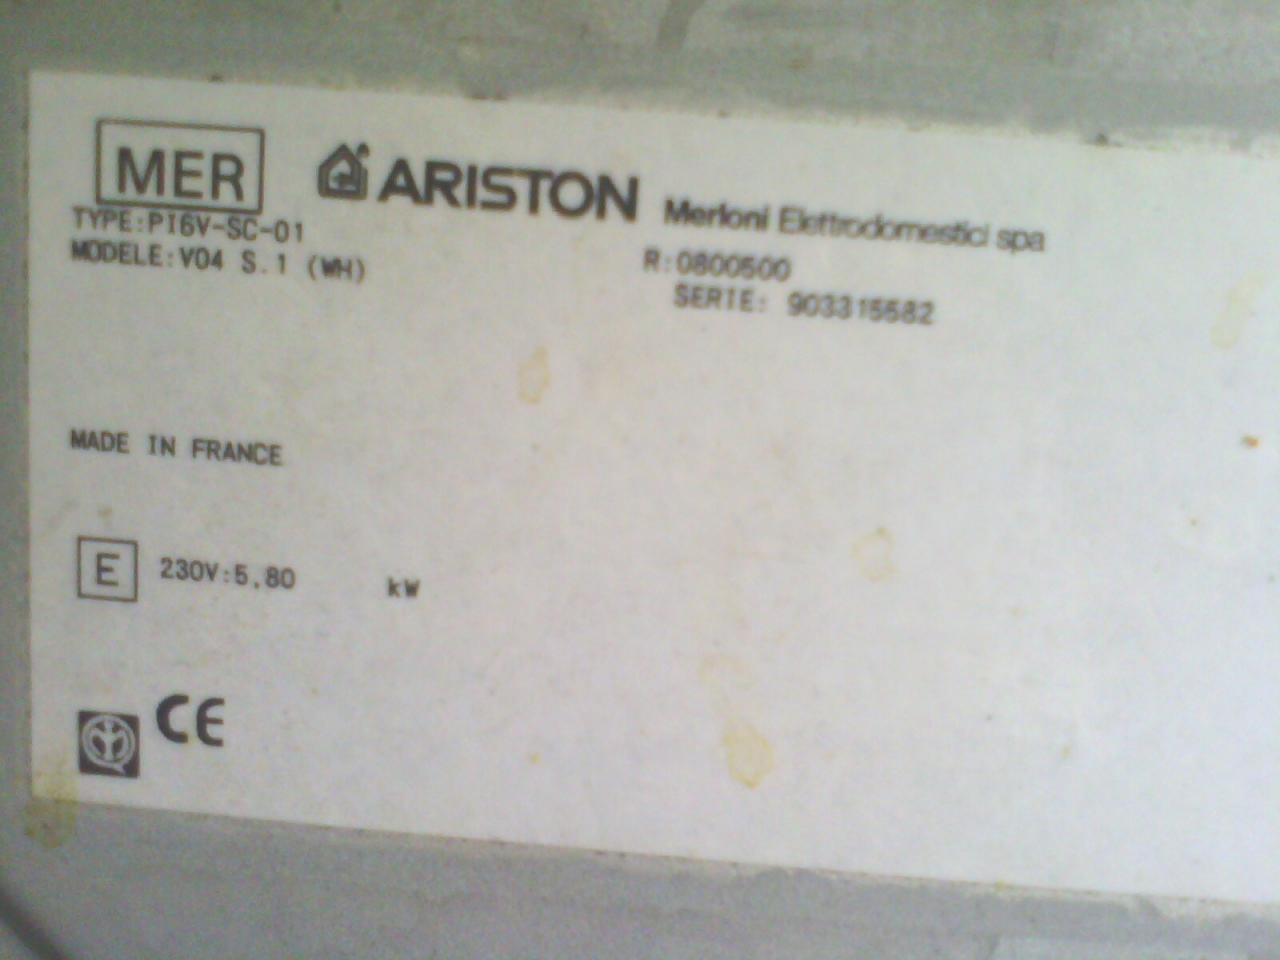 MER
ARISTON Merloni Elettrodomestici spa
TYPE:PI6V-SC-01
MODELE:V04 S.1 (WH)
R:0800500
SERIE: 903315582
MADE IN FRANCE
E 230V:5,80 kW
CE